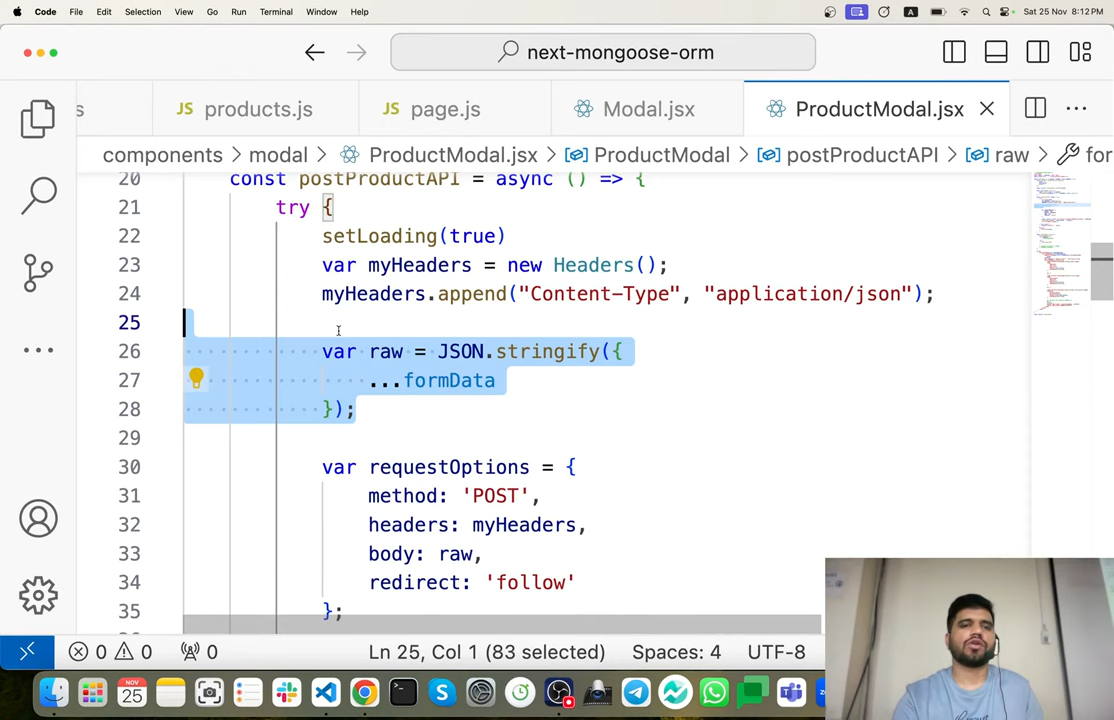 Code File Edit Selection View Go Run Terminal Window Help A Sat 25 Nov 8:12 PM
next-mongoose-orm
s JS products.js JS page.js Modal.jsx ProductModal.jsx
components > modal > ProductModal.jsx > ProductModal > postProductAPI > raw > for
20 const postProductAPI = async () => {
21 try {
22 setLoading(true)
23 var myHeaders = new Headers();
24 myHeaders.append("Content-Type", "application/json");
25
26 var raw = JSON.stringify({
27 ...formData
28 });
29
30 var requestOptions = {
31 method: 'POST',
32 headers: myHeaders,
33 body: raw,
34 redirect: 'follow'
35 };
0 0 0 Ln 25, Col 1 (83 selected) Spaces: 4 UTF-8
NOV
25